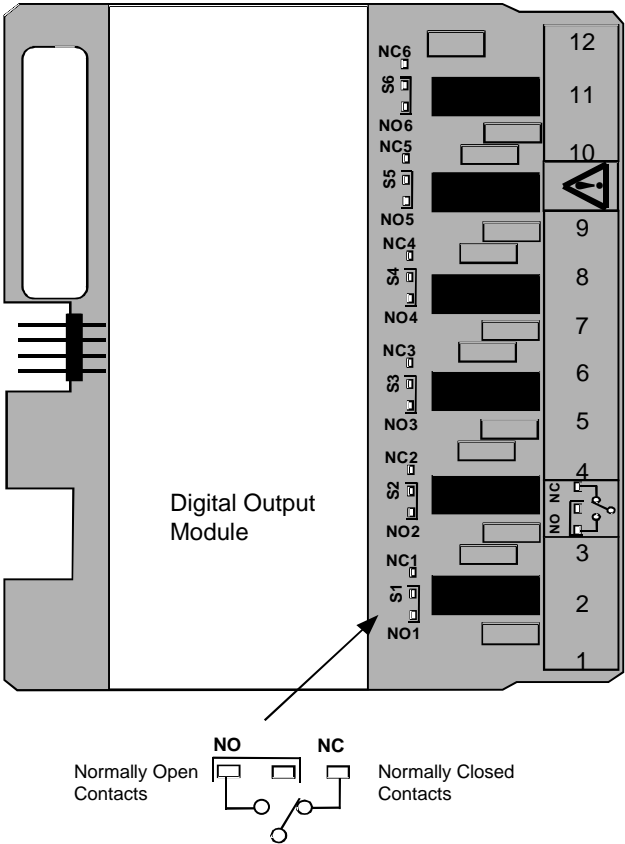 NC6
S6
NO6
NC5
S5
NO5
NC4
S4
NO4
NC3
S3
NO3
NC2
S2
NO2
NC1
S1
NO1
12
11
10
!
9
8
7
6
5
4
NO NC
3
2
1
Digital Output
Module
NO
NC
Normally Open
Contacts
Normally Closed
Contacts